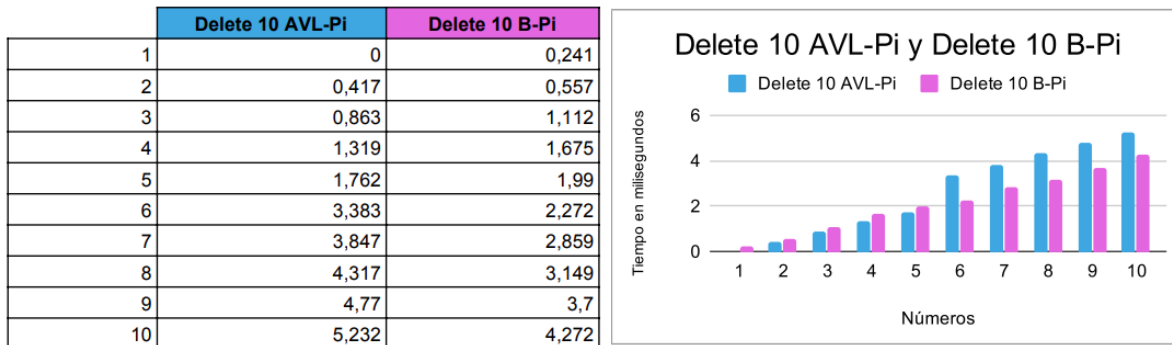 Delete 10 AVL-Pi Delete 10 B-Pi
1 0 0,241
2 0,417 0,557
3 0,863 1,112
4 1,319 1,675
5 1,762 1,99
6 3,383 2,272
7 3,847 2,859
8 4,317 3,149
9 4,77 3,7
10 5,232 4,272
Delete 10 AVL-Pi y Delete 10 B-Pi
Delete 10 AVL-Pi Delete 10 B-Pi
Tiempo en milisegundos
6
4
2
0
1 2 3 4 5 6 7 8 9 10
Números